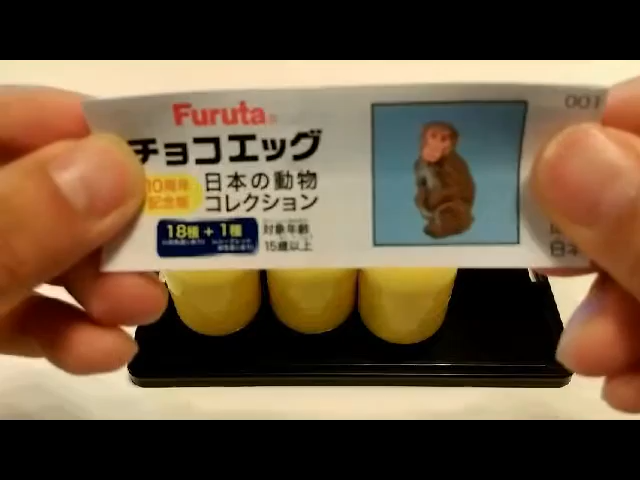 Furuta
001
チョコエッグ
10周年
記念版
日本の動物
コレクション
18種+1種
対象年齢
15歳以上
日本